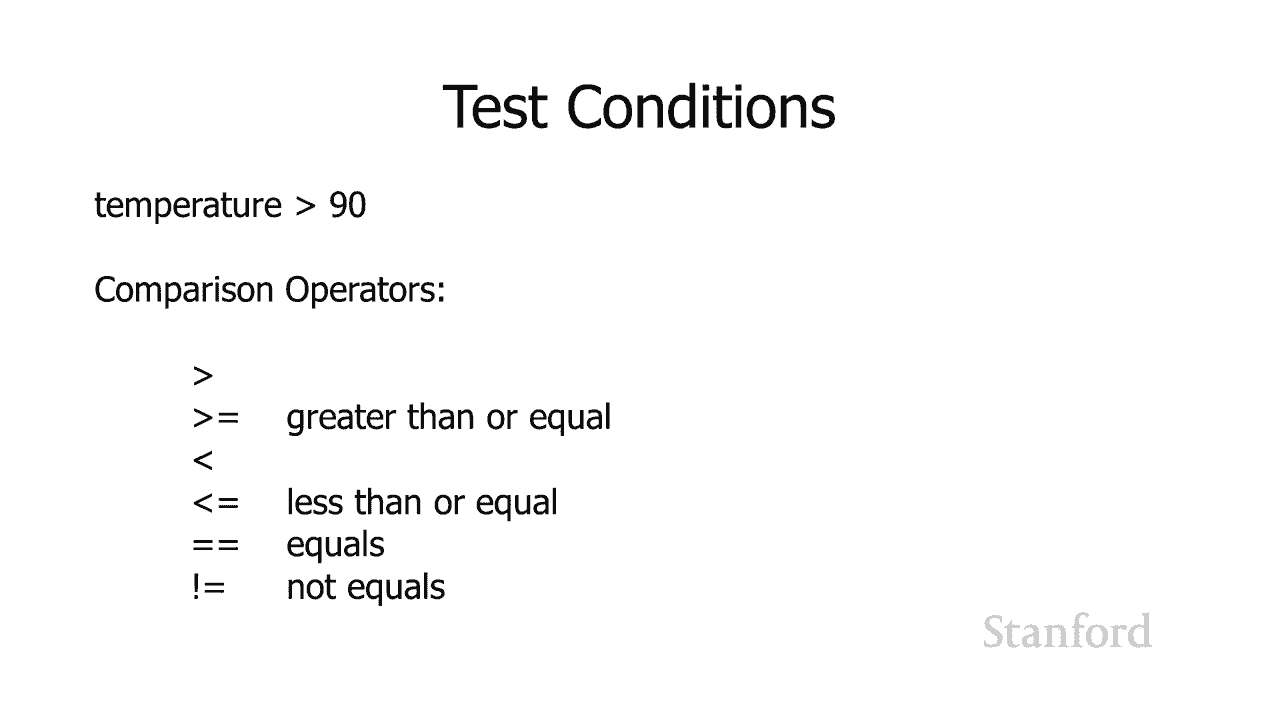 Test Conditions
temperature > 90
Comparison Operators:
>
>= greater than or equal
<
<= less than or equal
== equals
!= not equals
Stanford